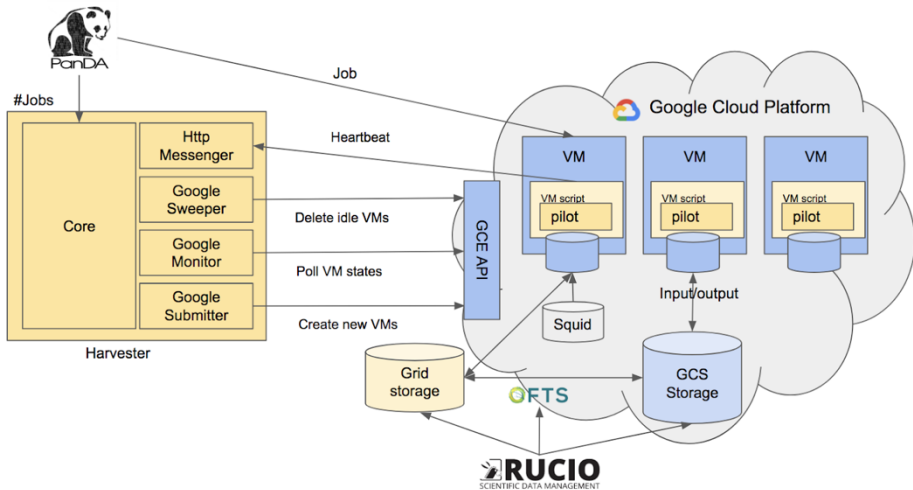 PanDA
#Jobs
Job
Google Cloud Platform
Http
Messenger
Heartbeat
VM
VM
VM
Google
Sweeper
VM script
VM script
VM script
pilot
pilot
pilot
Core
Delete idle VMs
GCE API
Google
Monitor
Poll VM states
Input/output
Google
Submitter
Create new VMs
Squid
Harvester
Grid
storage
GCS
Storage
FTS
RUCIO
SCIENTIFIC DATA MANAGEMENT